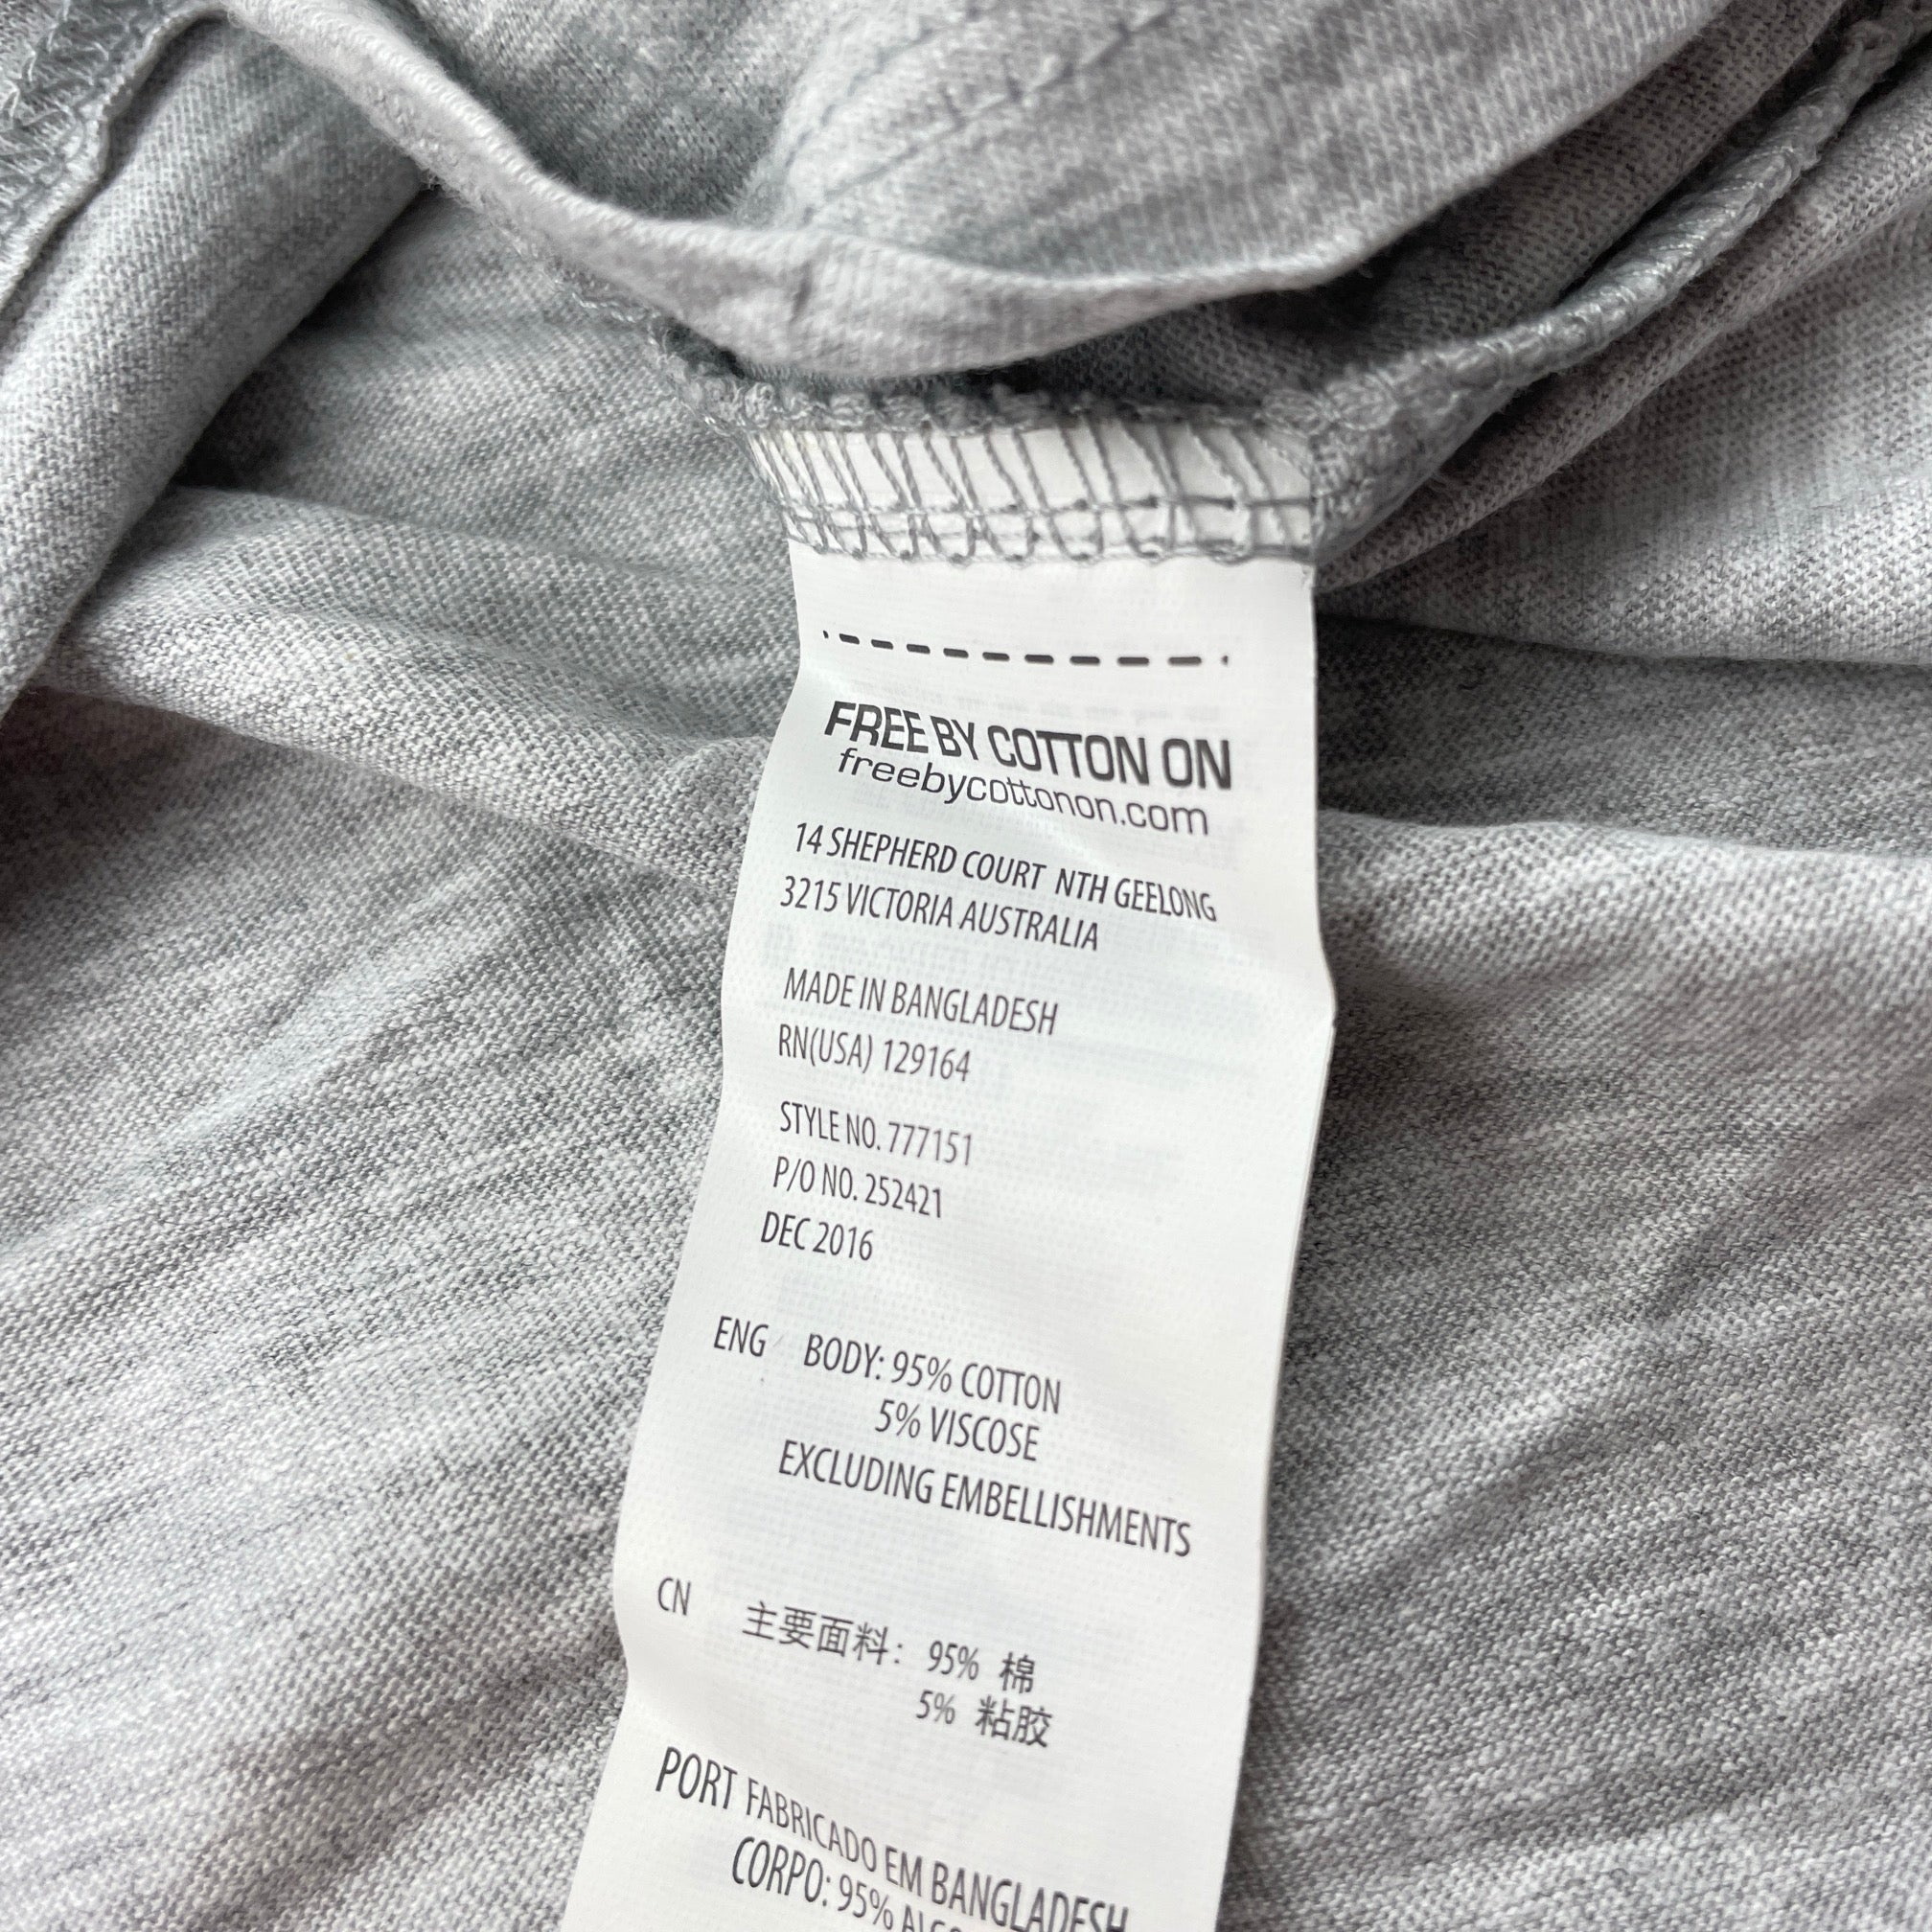 FREE BY COTTON ON
freebycottonon.com
14 SHEPHERD COURT NTH GEELONG
3215 VICTORIA AUSTRALIA
MADE IN BANGLADESH
RN(USA) 129164
STYLE NO. 777151
P/O NO. 252421
DEC 2016
ENG BODY: 95% COTTON
5% VISCOSE
EXCLUDING EMBELLISHMENTS
CN 主要面料: 95% 棉
5% 粘胶
PORT FABRICADO EM BANGLADESH
CORPO: 95%